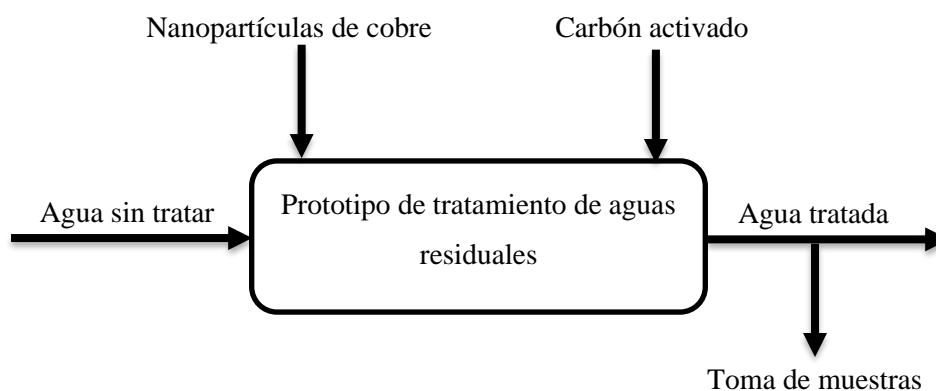 Nanopartículas de cobre
Carbón activado
Agua sin tratar
Prototipo de tratamiento de aguas
residuales
Agua tratada
Toma de muestras